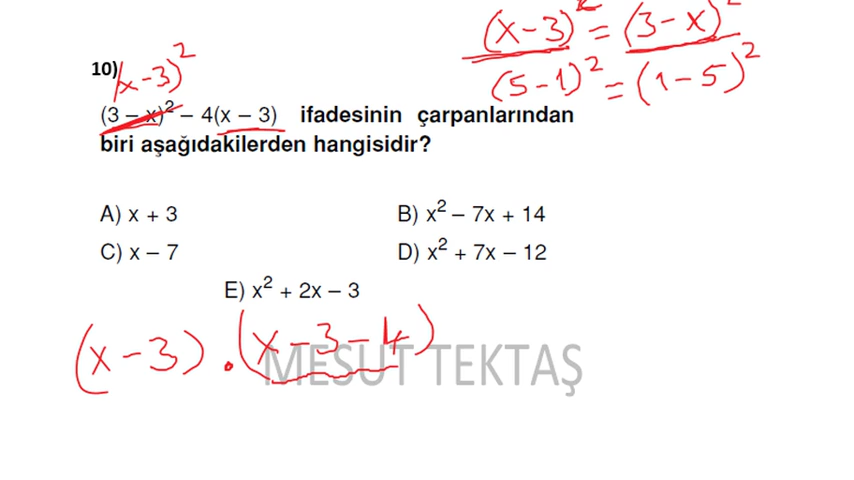 (x-3)² = (3-x)²
(5-1)² = (1-5)²
10) (x-3)²
(3 – x)² – 4(x – 3) ifadesinin çarpanlarından
biri aşağıdakilerden hangisidir?
A) x + 3 B) x² – 7x + 14
C) x – 7 D) x² + 7x – 12
E) x² + 2x – 3
(x-3).(x-3-4)
MESUT TEKTAŞ